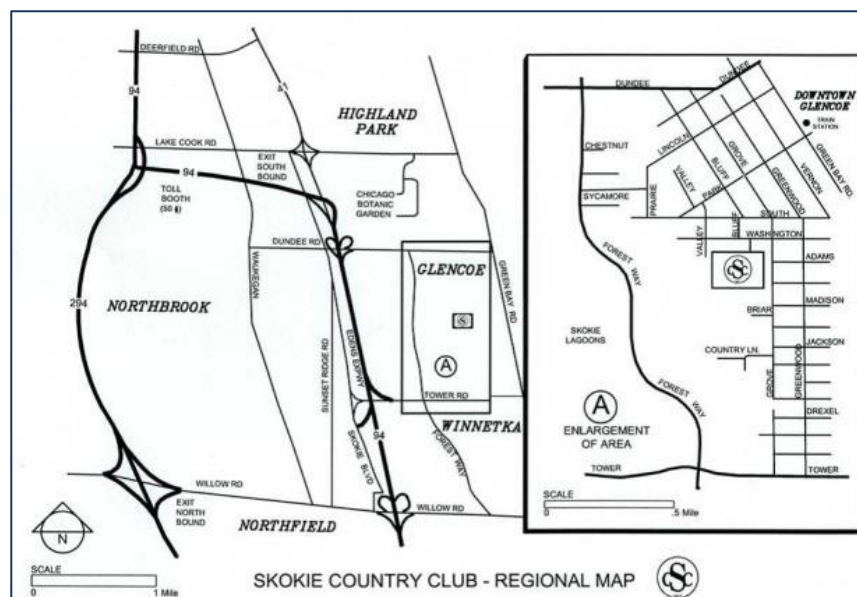 DEERFIELD RD
94
41
HIGHLAND
PARK
LAKE COOK RD
EXIT
SOUTH
BOUND
94
TOLL
BOOTH
(50 ¢)
CHICAGO
BOTANIC
GARDEN
DUNDEE RD
WAUKEGAN
GLENCOE
GREEN BAY RD
294
NORTHBROOK
CSCC
SUNSET RIDGE RD
EDENS EXPWY
A
TOWER RD
WINNETKA
94
SKOKIE BLVD
FOREST WAY
WILLOW RD
EXIT
NORTH
BOUND
NORTHFIELD
WILLOW RD
N
SCALE
0 1 Mile
SKOKIE COUNTRY CLUB - REGIONAL MAP
CSCC
DUNDEE
DUNDEE
DOWNTOWN
GLENCOE
TRAIN
STATION
CHESTNUT
LINCOLN
GROVE
BLUFF
VALLEY
PARK
GREENWOOD
VERNON
GREEN BAY RD.
SYCAMORE
PRAIRIE
SOUTH
BLUFF
VALLEY
WASHINGTON
FOREST WAY
CSCC
ADAMS
MADISON
BRIAR
SKOKIE
LAGOONS
JACKSON
COUNTRY LN.
GROVE
GREENWOOD
FOREST WAY
A
ENLARGEMENT
OF AREA
DREXEL
TOWER
TOWER
SCALE
0 .5 Mile